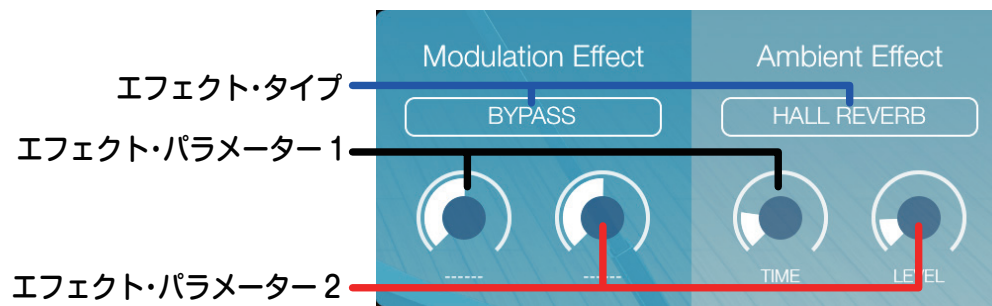 Modulation Effect
Ambient Effect
エフェクト・タイプ
BYPASS
HALL REVERB
エフェクト・パラメーター 1
エフェクト・パラメーター 2
------
------
TIME
LEVEL